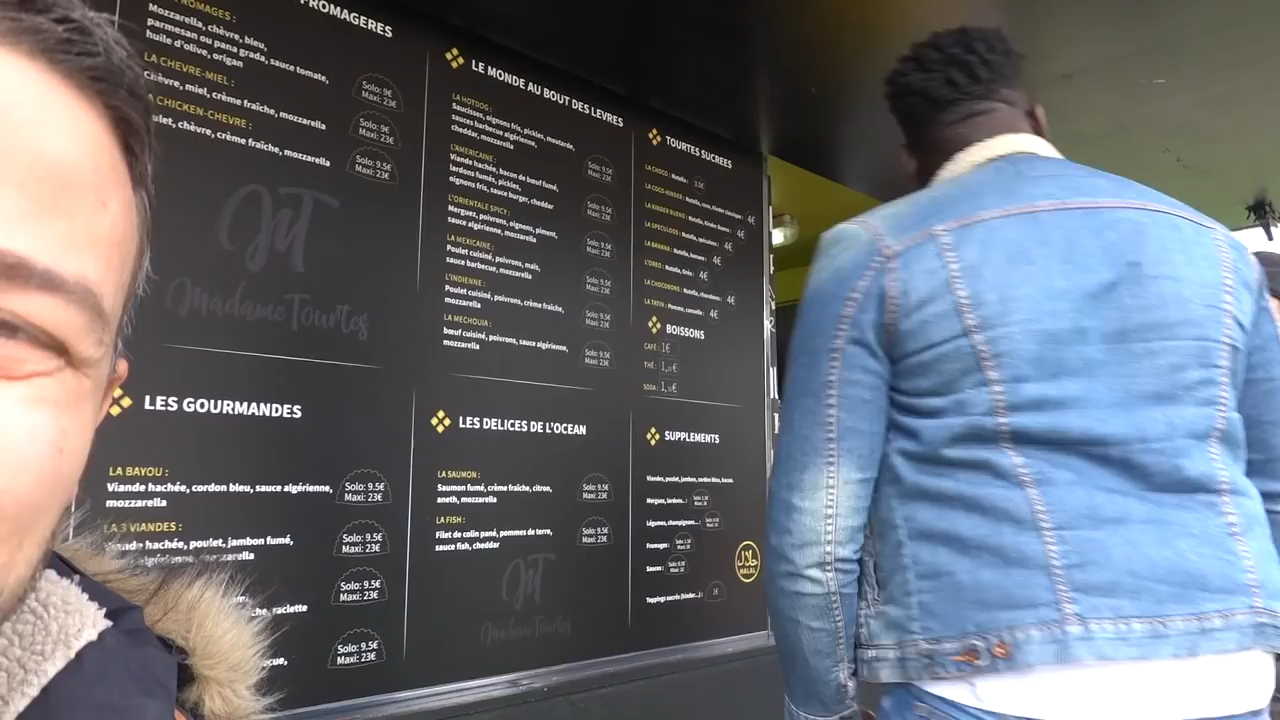 FROMAGERES
FROMAGES :
Mozzarella, chèvre, bleu,
parmesan ou pana grada, sauce tomate,
huile d'olive, origan
Solo: 9€
Maxi: 23€
LA CHEVRE-MIEL :
Chèvre, miel, crème fraîche, mozzarella
Solo: 9€
Maxi: 23€
CHICKEN-CHEVRE :
chèvre, crème fraîche, mozzarella
Solo: 9.5€
Maxi: 23€
JMT
MadameTourtes
LES GOURMANDES
LA BAYOU :
Viande hachée, cordon bleu, sauce algérienne,
mozzarella
Solo: 9.5€
Maxi: 23€
LA 3 VIANDES :
Viande hachée, poulet, jambon fumé,
mozzarella
Solo: 9.5€
Maxi: 23€
raclette
Solo: 9.5€
Maxi: 23€
Solo: 9.5€
Maxi: 23€
LE MONDE AU BOUT DES LEVRES
LA HOTDOG :
Saucisses, oignons fris, pickles, moutarde,
sauces barbecue algérienne,
cheddar, mozzarella
Solo: 9.5€
Maxi: 23€
L'AMERICAINE :
Viande hachée, bacon de bœuf fumé,
lardons fumés, pickles,
oignons fris, sauce burger, cheddar
Solo: 9.5€
Maxi: 23€
L'ORIENTALE SPICY :
Merguez, poivrons, oignons, piment,
sauce algérienne, mozzarella
Solo: 9.5€
Maxi: 23€
LA MEXICAINE :
Poulet cuisiné, poivrons, maïs,
sauce barbecue, mozzarella
Solo: 9.5€
Maxi: 23€
L'INDIENNE :
Poulet cuisiné, poivrons, crème fraîche,
mozzarella
Solo: 9.5€
Maxi: 23€
LA MECHOUIA :
bœuf cuisiné, poivrons, sauce algérienne,
mozzarella
Solo: 9.5€
Maxi: 23€
LES DELICES DE L'OCEAN
LA SAUMON :
Saumon fumé, crème fraîche, citron,
aneth, mozzarella
Solo: 9.5€
Maxi: 23€
LA FISH :
Filet de colin pané, pommes de terre,
sauce fish, cheddar
Solo: 9.5€
Maxi: 23€
JMT
MadameTourtes
TOURTES SUCREES
LA CHOCO : Nutella : 3.5€
LA COCO-KINDER : Nutella, coco, Kinder classique : 4€
LA KINDER BUENO : Nutella, Kinder Bueno : 4€
LA SPECULOOS : Nutella, spéculoos : 4€
LA BANANA : Nutella, banane : 4€
L'OREO : Nutella, Oréo : 4€
LA CHOCOBONS : Nutella, chocobons : 4€
LA TATIN : Pomme, cannelle : 4€
BOISSONS
CAFÉ : 1€
THÉ :
SODA :
SUPPLEMENTS
Viandes, poulet, jambon, cordon bleu, bacon.
Merguez, lardons.. :
Légumes, champignons... :
Fromages :
Sauces :
Toppings sucrés (kinder...) : 1€
حلال
HALAL